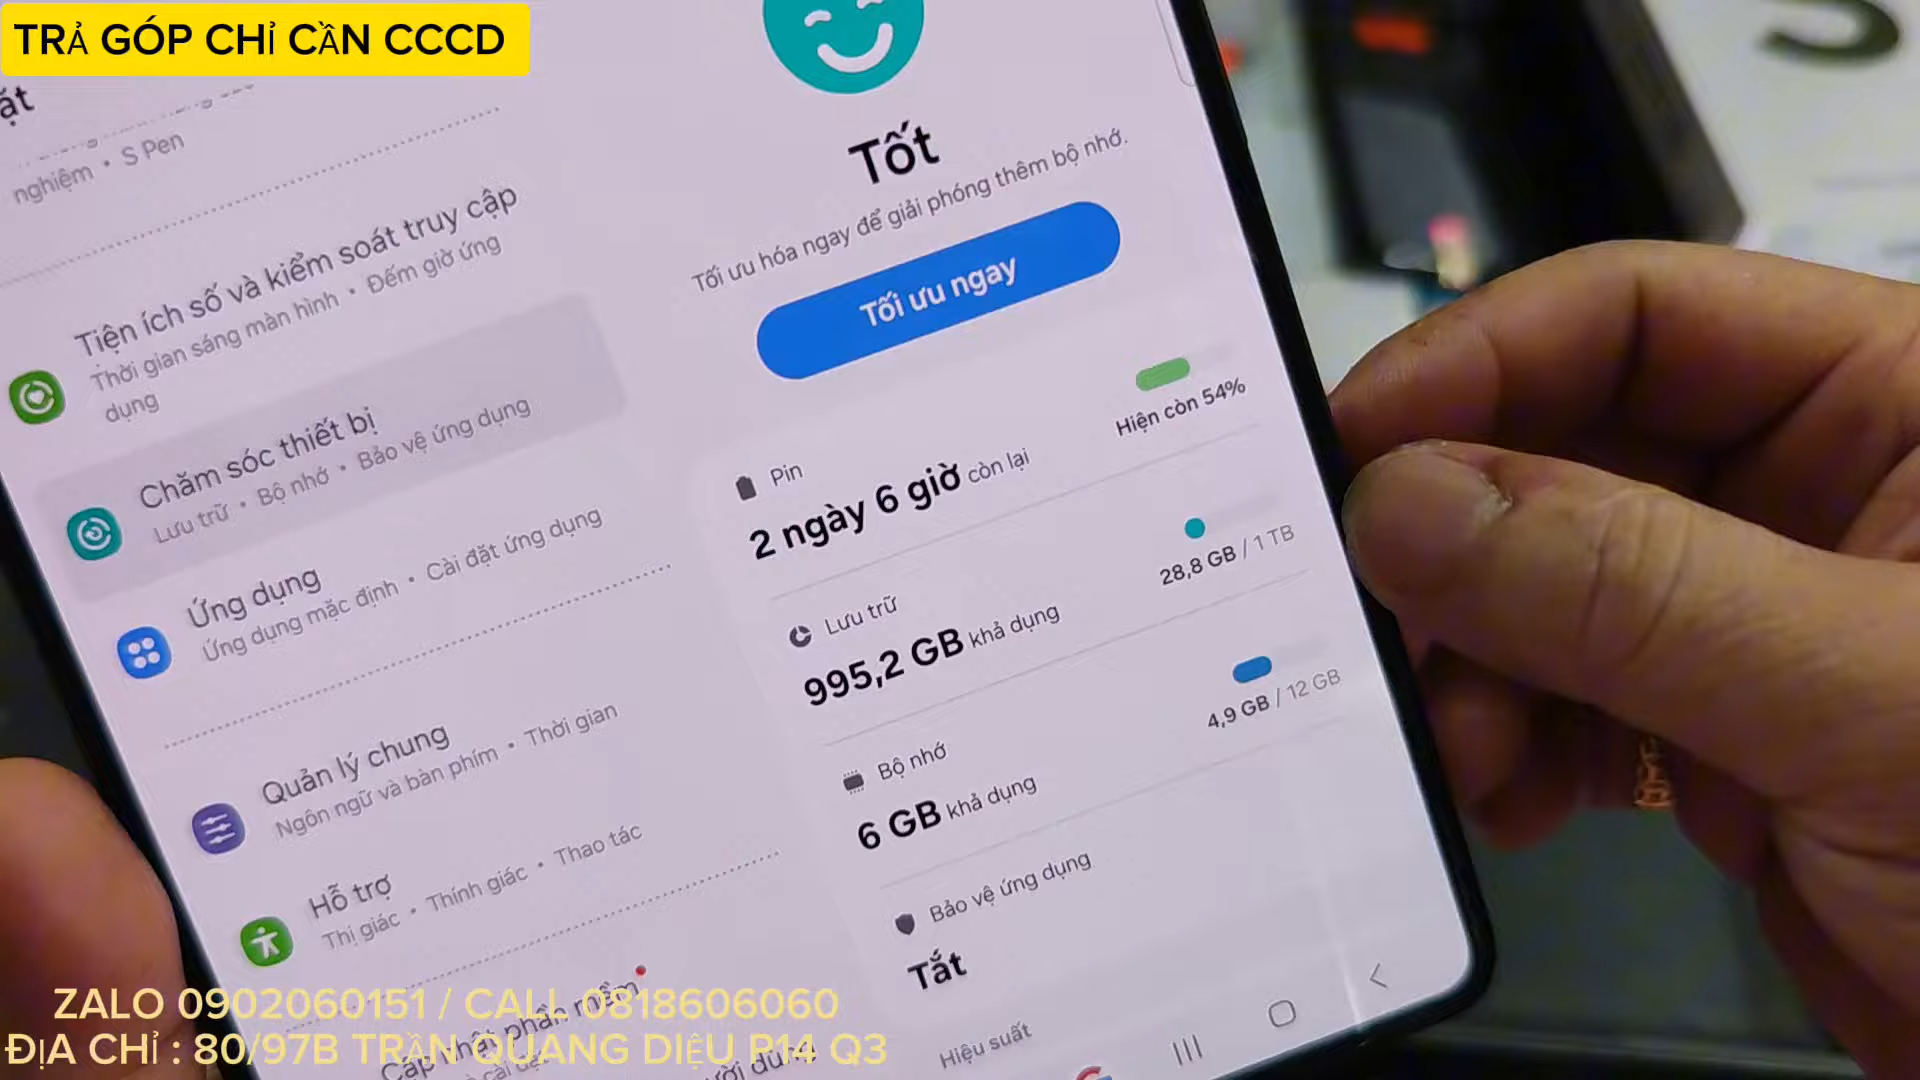 TRẢ GÓP CHỈ CẦN CCCD
ặt
nghiệm • S Pen
Tiện ích số và kiểm soát truy cập
Thời gian sáng màn hình • Đếm giờ ứng
dụng
Chăm sóc thiết bị
Lưu trữ • Bộ nhớ • Bảo vệ ứng dụng
Ứng dụng
Ứng dụng mặc định • Cài đặt ứng dụng
Quản lý chung
Ngôn ngữ và bàn phím • Thời gian
Hỗ trợ
Thị giác • Thính giác • Thao tác
Cập nhật phần mềm
Tốt
Tối ưu hóa ngay để giải phóng thêm bộ nhớ.
Tối ưu ngay
Pin
2 ngày 6 giờ còn lại
Hiện còn 54%
Lưu trữ
995,2 GB khả dụng
28,8 GB / 1 TB
Bộ nhớ
6 GB khả dụng
4,9 GB / 12 GB
Bảo vệ ứng dụng
Tắt
Hiệu suất
ZALO 0902060151 / CALL 0818606060
ĐỊA CHỈ : 80/97B TRẦN QUANG DIỆU P14 Q3